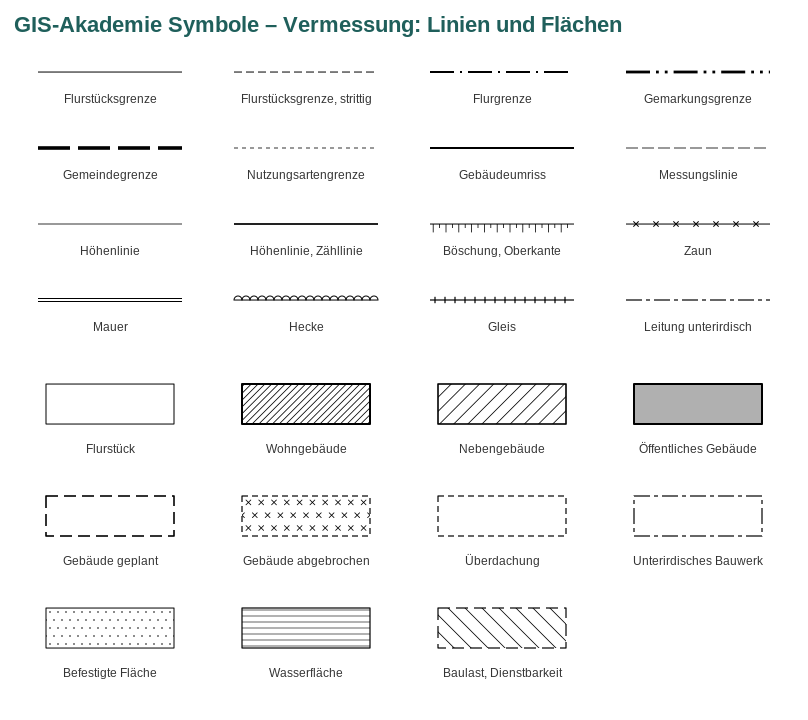 GIS-Akademie Symbole – Vermessung: Linien und Flächen
Flurstücksgrenze
Flurstücksgrenze, strittig
Flurgrenze
Gemarkungsgrenze
Gemeindegrenze
Nutzungsartengrenze
Gebäudeumriss
Messungslinie
Höhenlinie
Höhenlinie, Zähllinie
Böschung, Oberkante
Zaun
Mauer
Hecke
Gleis
Leitung unterirdisch
Flurstück
Wohngebäude
Nebengebäude
Öffentliches Gebäude
Gebäude geplant
Gebäude abgebrochen
Überdachung
Unterirdisches Bauwerk
Befestigte Fläche
Wasserfläche
Baulast, Dienstbarkeit